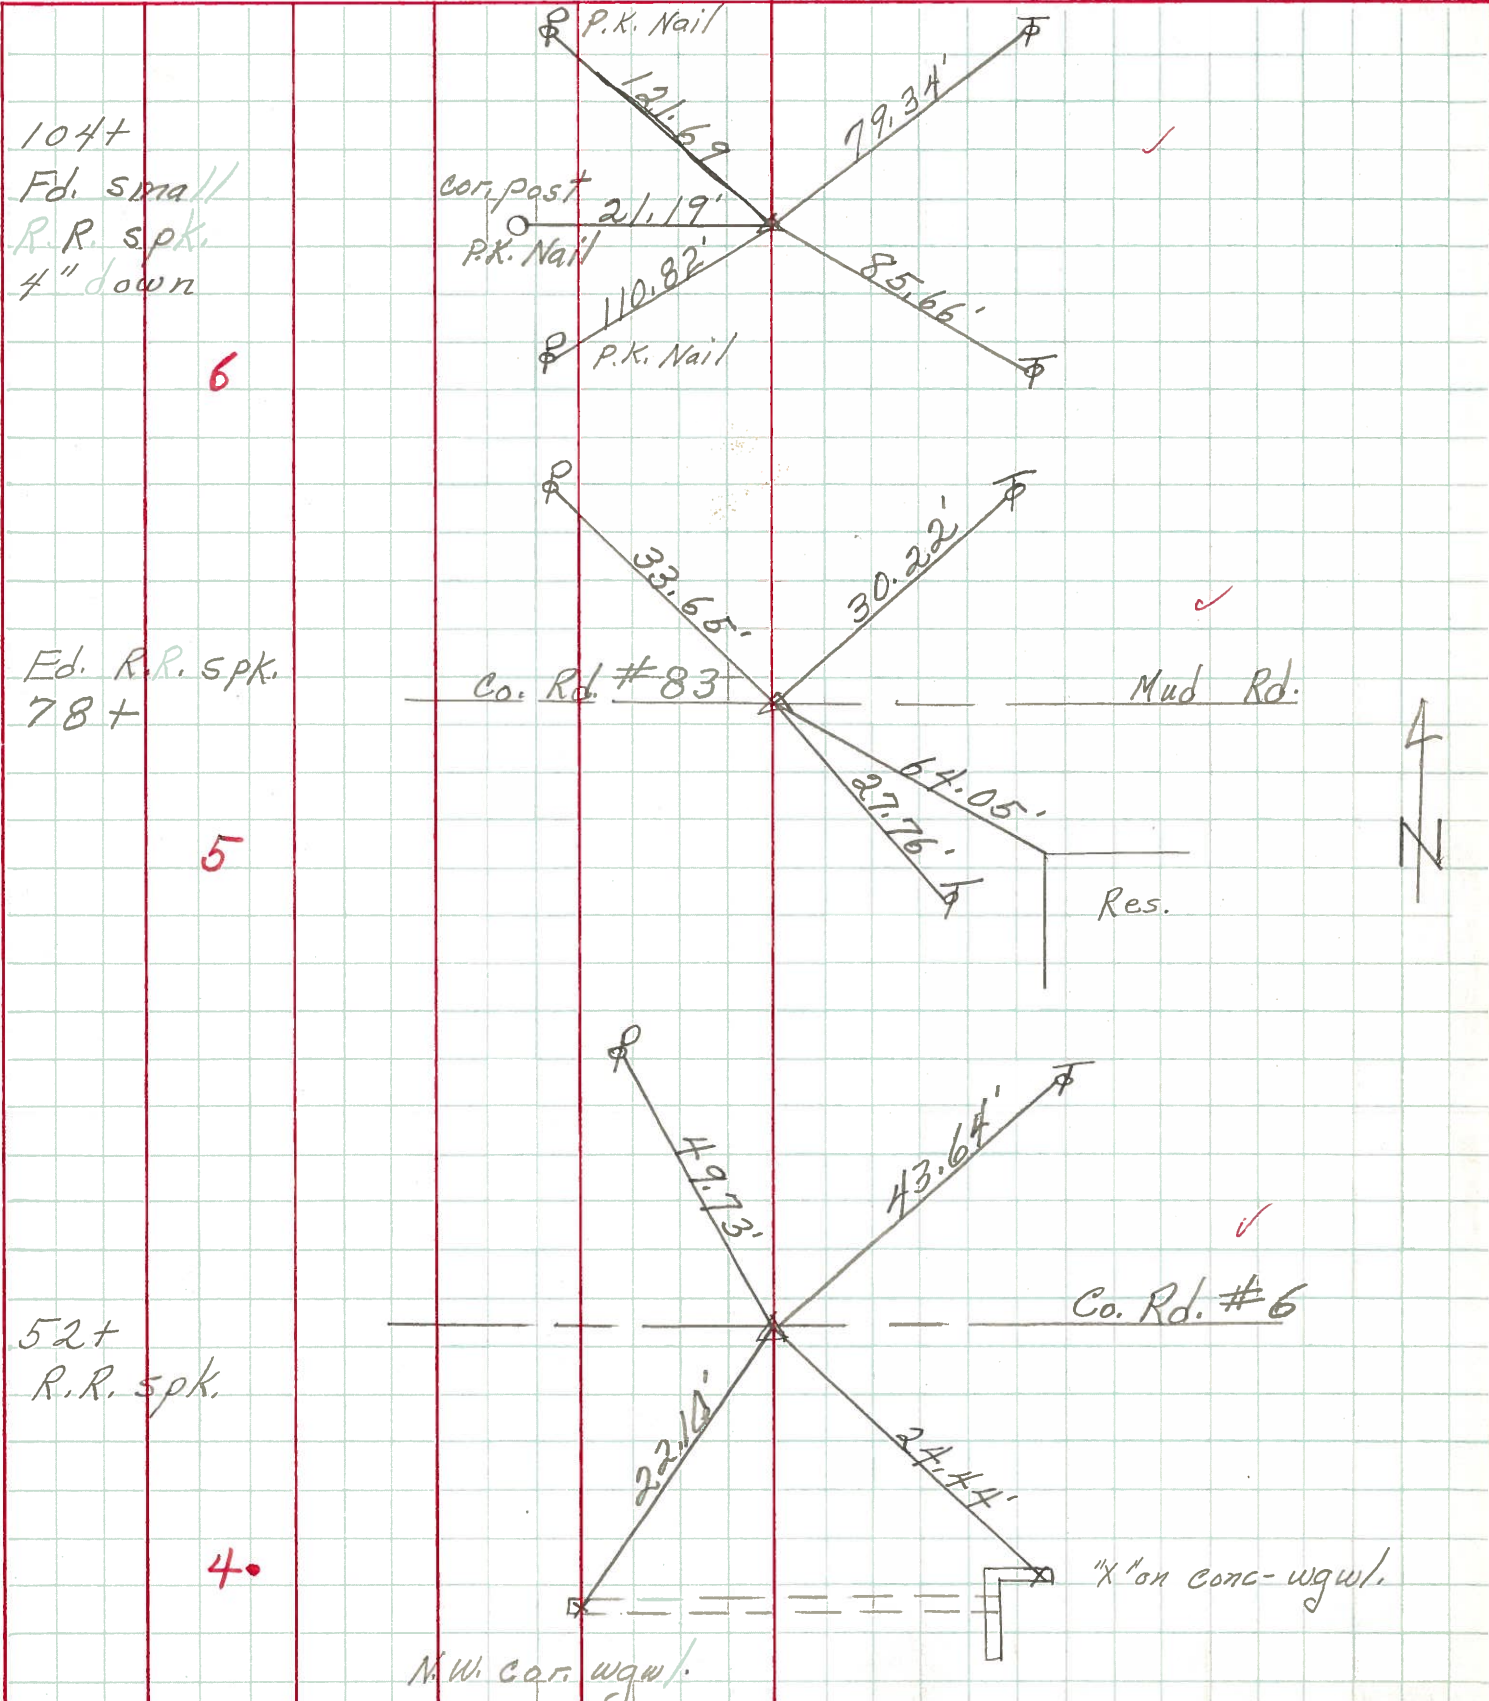 P.K. Nail
121.69
79.34'
104+
Fd. small
R.R. spk.
4" down
cor. post
21.19'
P.K. Nail
110.82'
85.66'
P.K. Nail
6
33.65'
30.22'
Fd. R.R. spk.
78+
Co. Rd. #83
Mud Rd.
64.05'
27.76'
N
5
Res.
49.73'
43.64'
Co. Rd. #6
52+
R.R. spk.
22.10'
24.44'
4.
"X" on conc-wgwl.
N.W. cor. wgwl.